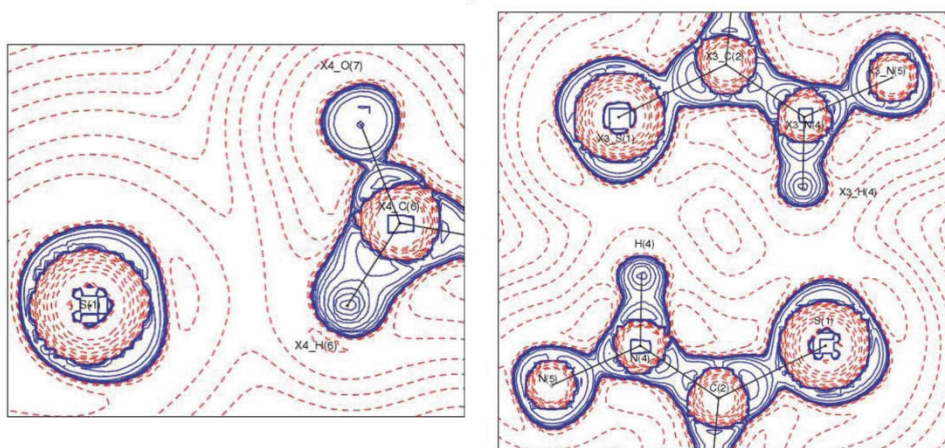 X4_O(7)
X4_C(6)
S(1)
X4_H(6)
X3_C(2)
X3_N(5)
X3_S(1)
X3_N(4)
X3_H(4)
H(4)
S(1)
N(4)
N(5)
C(2)